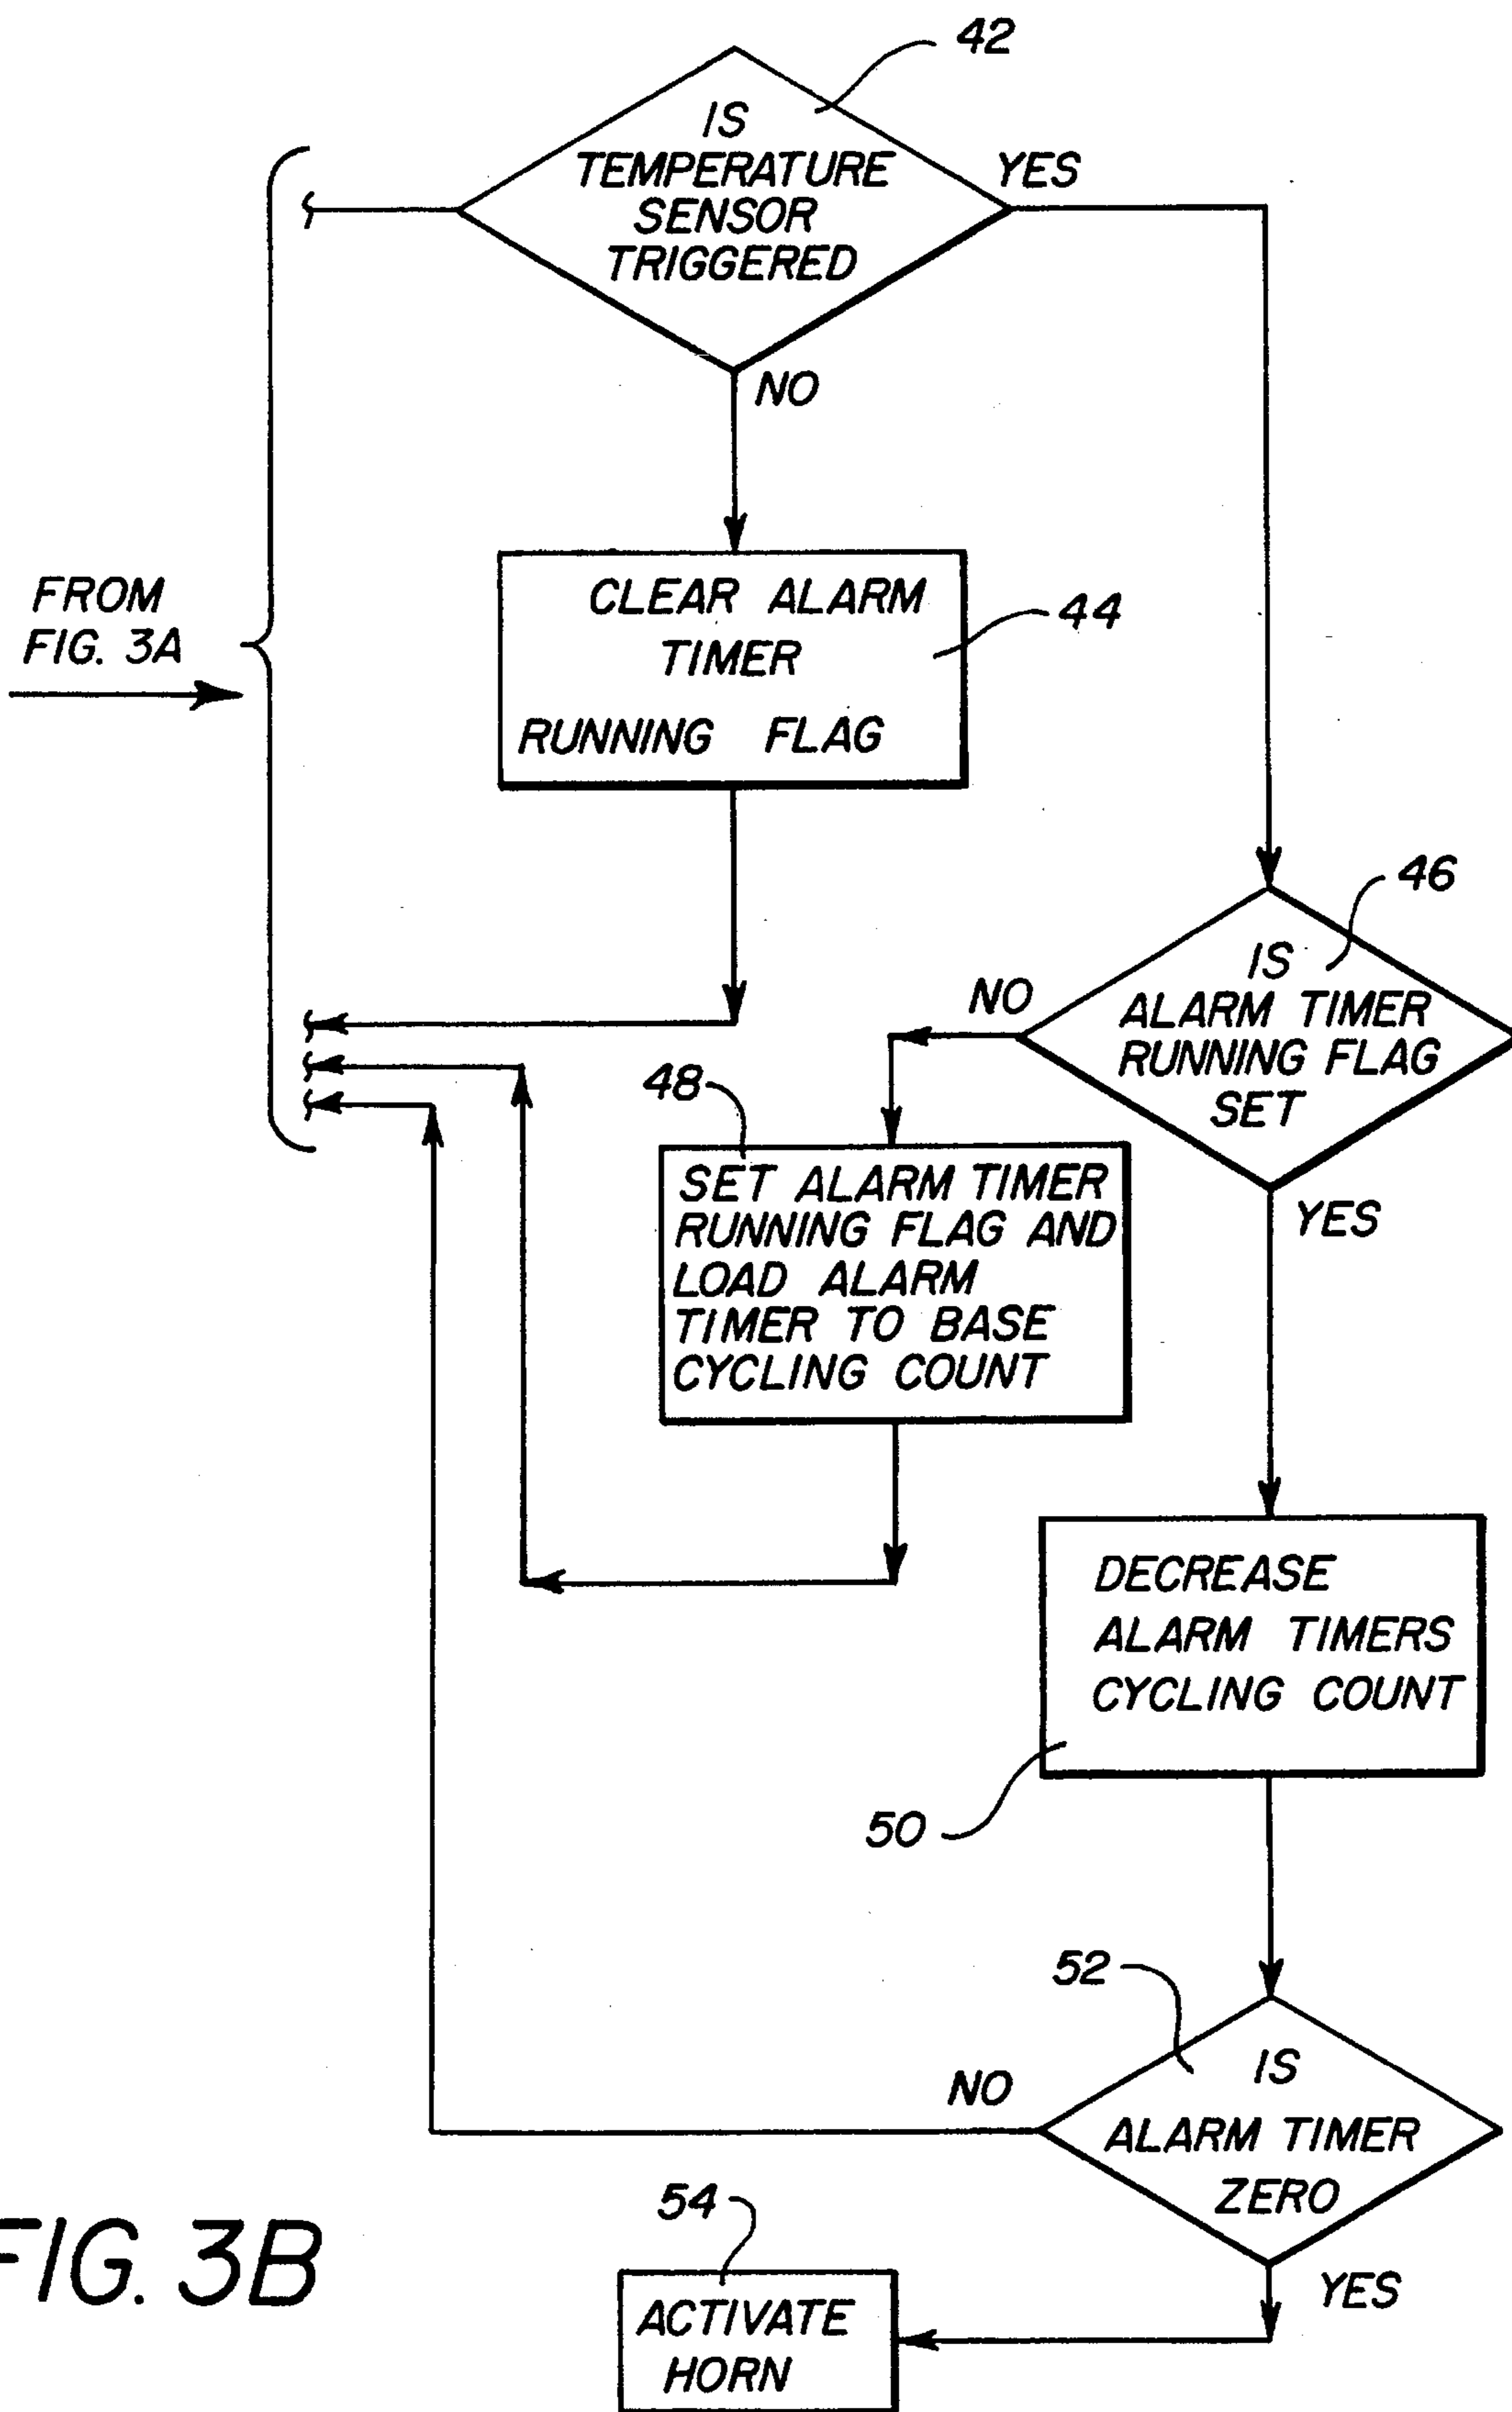 42
IS
TEMPERATURE
SENSOR
TRIGGERED
YES
NO
FROM
FIG. 3A
CLEAR ALARM
TIMER
RUNNING FLAG
44
46
IS
ALARM TIMER
RUNNING FLAG
SET
NO
YES
48
SET ALARM TIMER
RUNNING FLAG AND
LOAD ALARM
TIMER TO BASE
CYCLING COUNT
DECREASE
ALARM TIMERS
CYCLING COUNT
50
52
IS
ALARM TIMER
ZERO
NO
YES
54
ACTIVATE
HORN
FIG. 3B